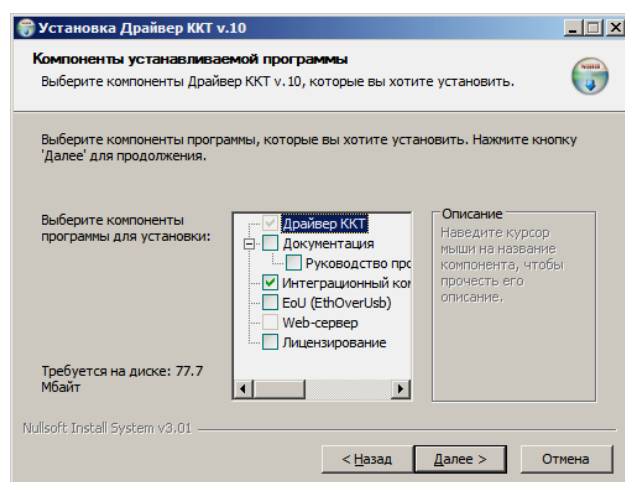 Установка Драйвер ККТ v.10
Компоненты устанавливаемой программы
Выберите компоненты Драйвер ККТ v.10, которые вы хотите установить.
Выберите компоненты программы, которые вы хотите установить. Нажмите кнопку
'Далее' для продолжения.
Выберите компоненты
программы для установки:
Драйвер ККТ
Документация
Руководство прс
Интеграционный кол
EoU (EthOverUsb)
Web-сервер
Лицензирование
Описание
Наведите курсор
мыши на название
компонента, чтобы
прочесть его
описание.
Требуется на диске: 77.7
Мбайт
Nullsoft Install System v3.01
< Назад
Далее >
Отмена